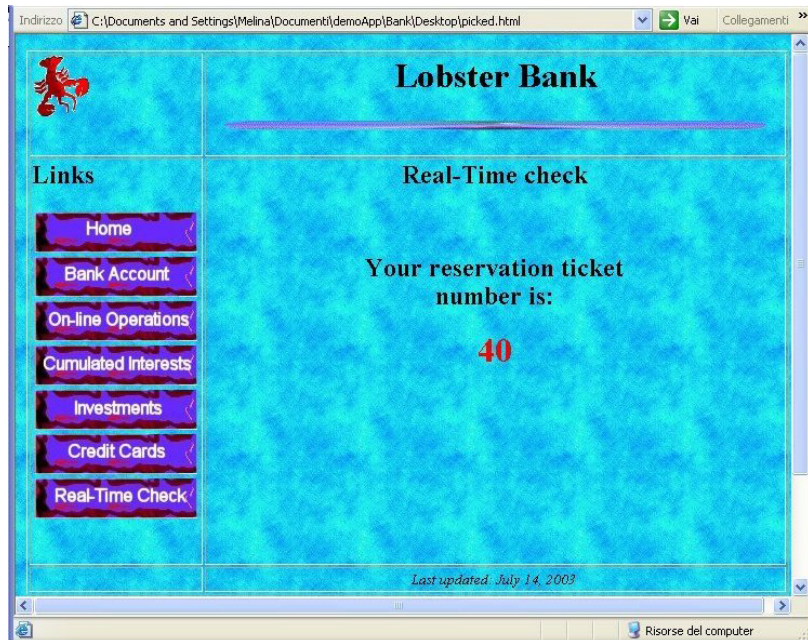 Indirizzo C:\Documents and Settings\Melina\Documenti\demoApp\Bank\Desktop\picked.html Vai Collegamenti »
Lobster Bank
Links
Real-Time check
Home
Bank Account
On-line Operations
Cumulated Interests
Investments
Credit Cards
Real-Time Check
Your reservation ticket
number is:
40
Last updated: July 14, 2003
Risorse del computer